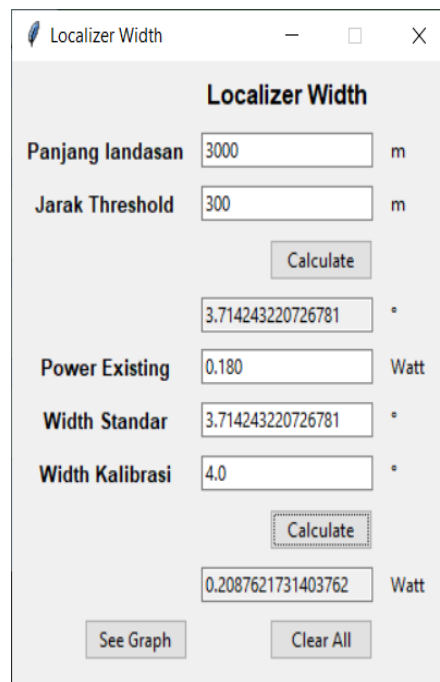 Localizer Width
Localizer Width
Panjang landasan 3000 m
Jarak Threshold 300 m
Calculate
3.714243220726781 °
Power Existing 0.180 Watt
Width Standar 3.714243220726781 °
Width Kalibrasi 4.0 °
Calculate
0.2087621731403762 Watt
See Graph Clear All